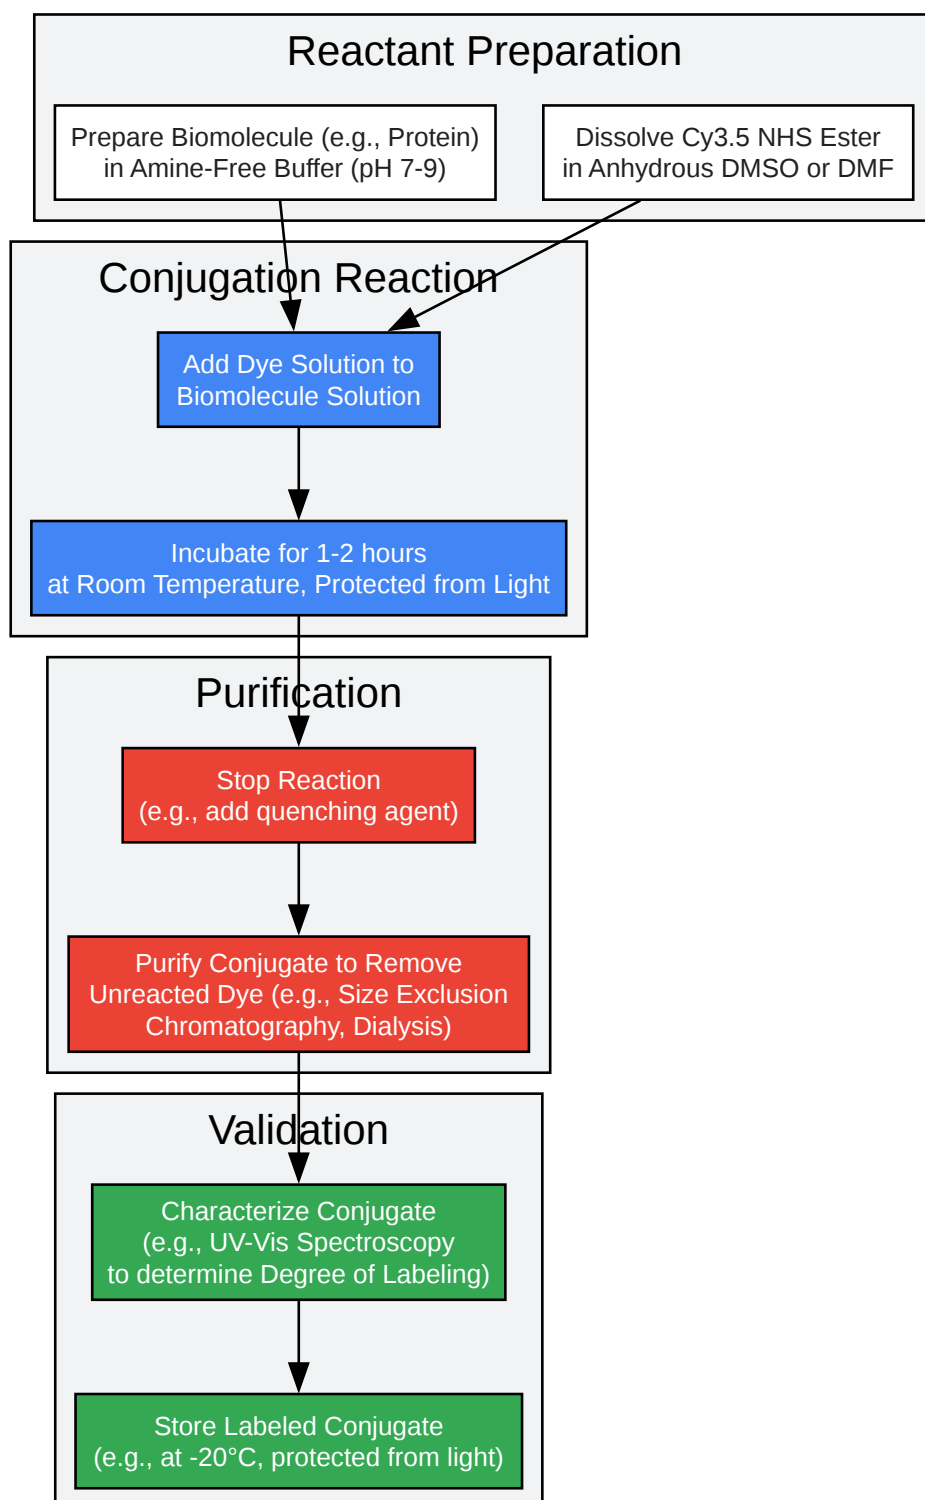 Reactant Preparation
Prepare Biomolecule (e.g., Protein)
in Amine-Free Buffer (pH 7-9)
Dissolve Cy3.5 NHS Ester
in Anhydrous DMSO or DMF
Conjugation Reaction
Add Dye Solution to
Biomolecule Solution
Incubate for 1-2 hours
at Room Temperature, Protected from Light
Purification
Stop Reaction
(e.g., add quenching agent)
Purify Conjugate to Remove
Unreacted Dye (e.g., Size Exclusion
Chromatography, Dialysis)
Validation
Characterize Conjugate
(e.g., UV-Vis Spectroscopy
to determine Degree of Labeling)
Store Labeled Conjugate
(e.g., at -20°C, protected from light)